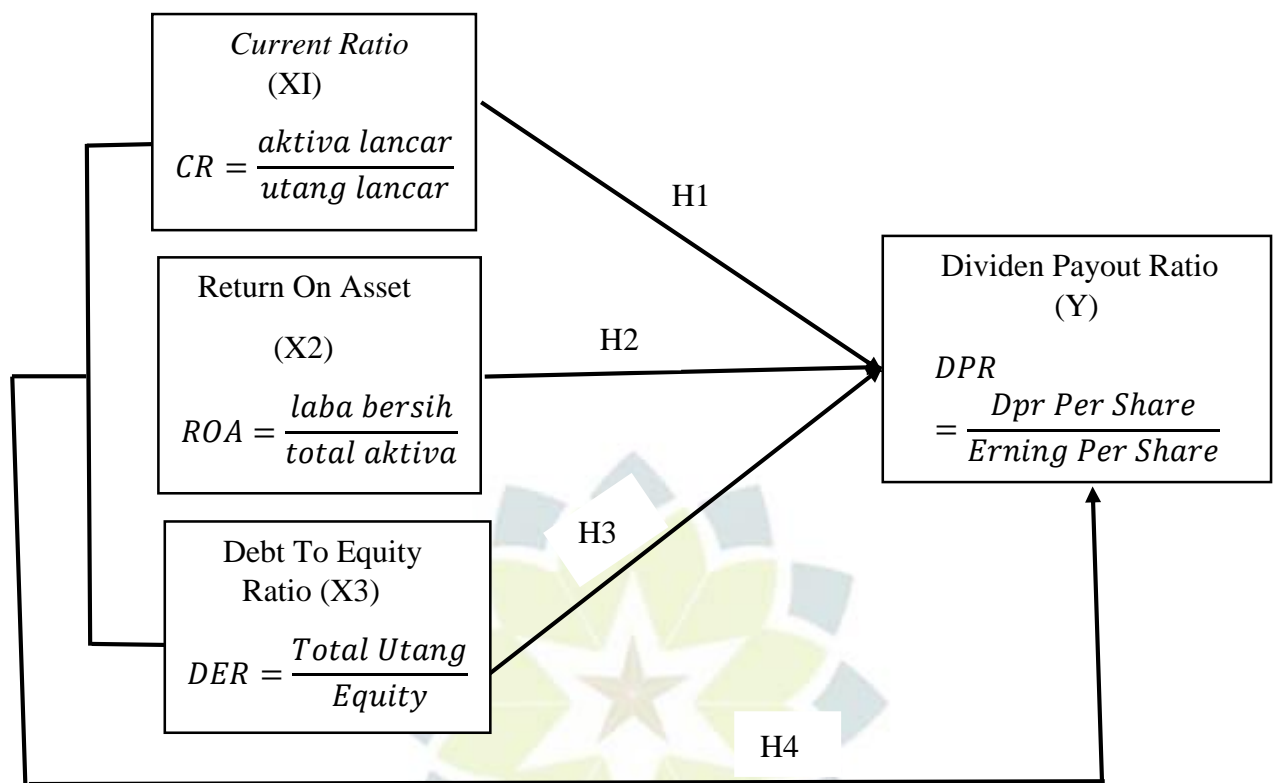 Current Ratio
(XI)
CR = aktiva lancar / utang lancar
H1
Return On Asset
(X2)
ROA = laba bersih / total aktiva
H2
Debt To Equity
Ratio (X3)
DER = Total Utang / Equity
H3
Dividen Payout Ratio
(Y)
DPR
= Dpr Per Share / Erning Per Share
H4